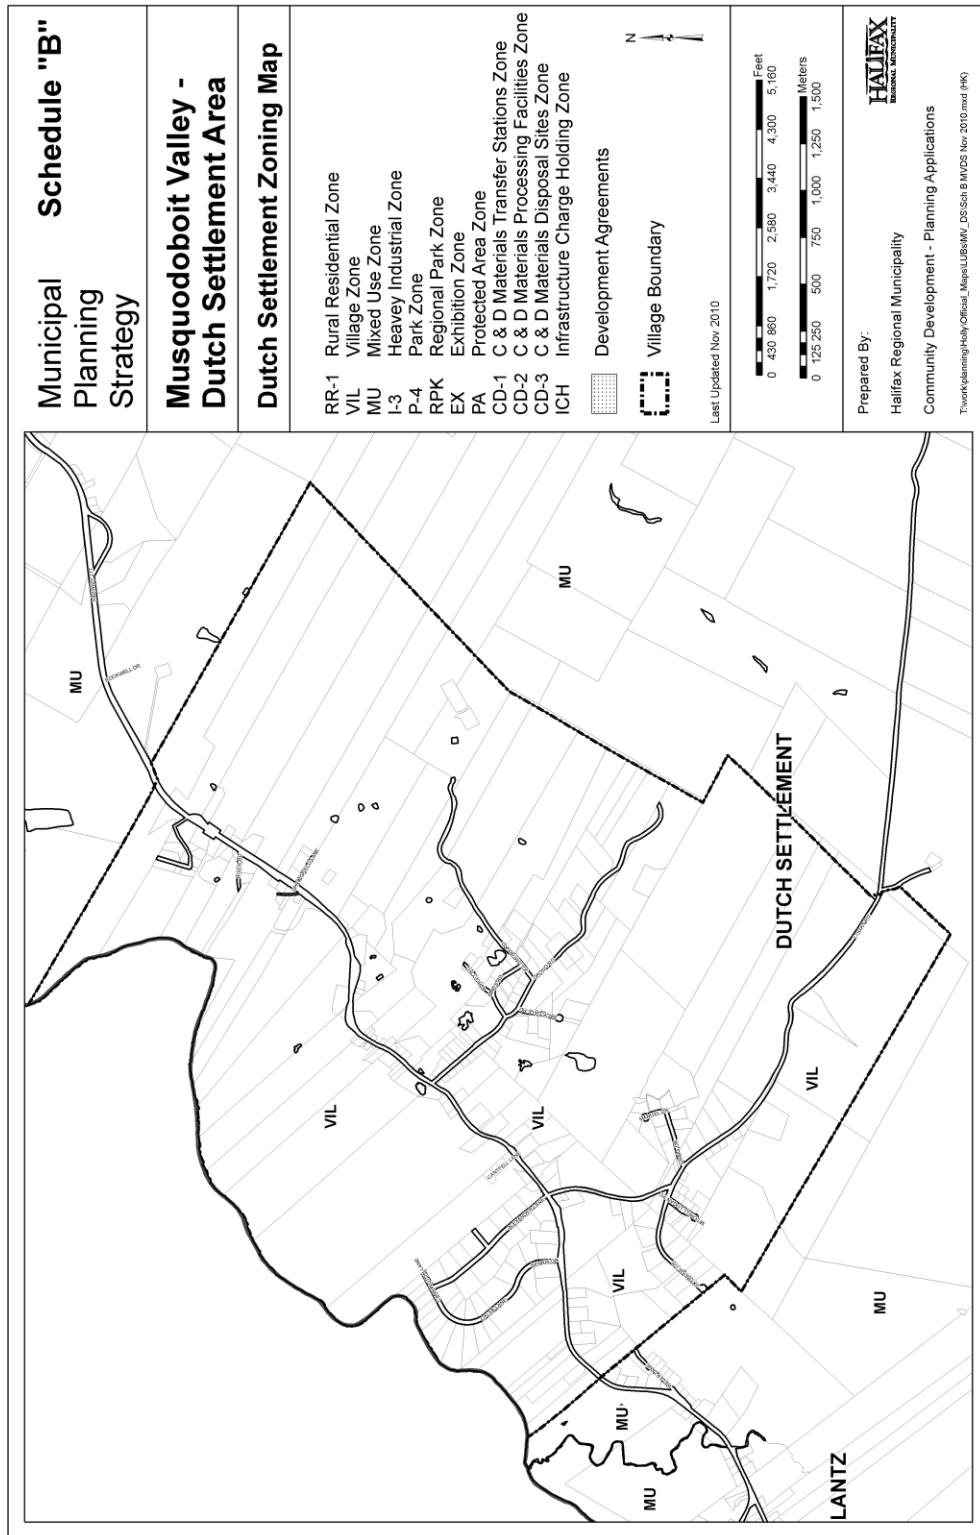 Municipal Schedule "B"
Planning
Strategy
Musquodoboit Valley -
Dutch Settlement Area
Dutch Settlement Zoning Map
RR-1 Rural Residential Zone
VIL Village Zone
MU Mixed Use Zone
I-3 Heavey Industrial Zone
P-4 Park Zone
RPK Regional Park Zone
EX Exhibition Zone
PA Protected Area Zone
CD-1 C & D Materials Transfer Stations Zone
CD-2 C & D Materials Processing Facilities Zone
CD-3 C & D Materials Disposal Sites Zone
ICH Infrastructure Charge Holding Zone
Development Agreements
Village Boundary
N
Last Updated Nov 2010
Feet
0 430 860 1,720 2,580 3,440 4,300 5,160
Meters
0 125 250 500 750 1,000 1,250 1,500
Prepared By:
Halifax Regional Municipality
Community Development - Planning Applications
HALIFAX
REGIONAL MUNICIPALITY
MU
MU
DUTCH SETTLEMENT
VIL
VIL
VIL
VIL
MU
MU
MU
LANTZ